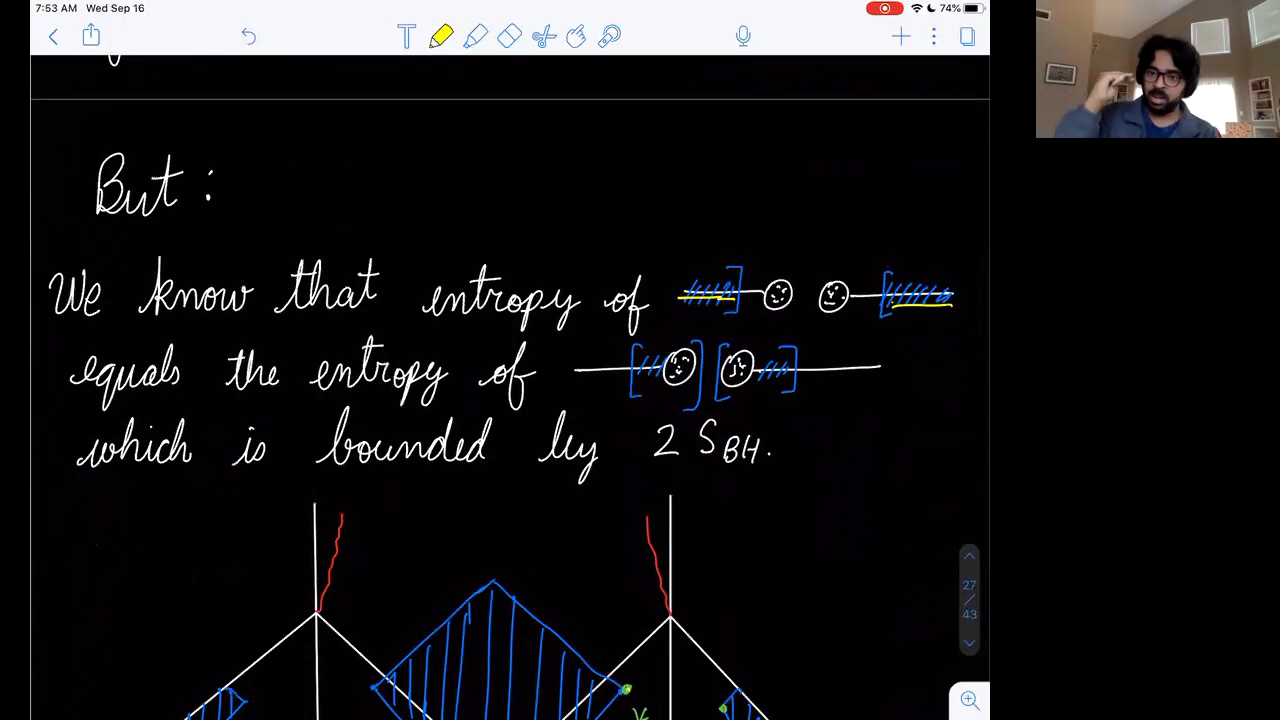 7:53 AM Wed Sep 16
74%
T
But :
We know that entropy of
equals the entropy of
which is bounded by 2 SBH.
27
/
43